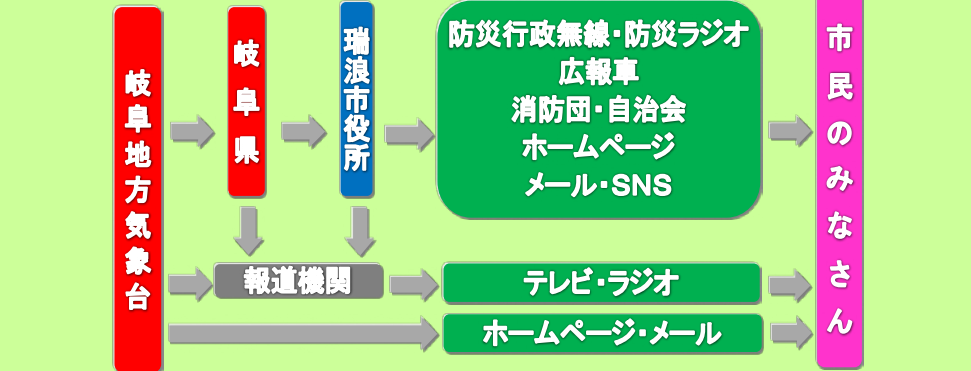 岐阜地方気象台
岐阜県
瑞浪市役所
防災行政無線・防災ラジオ
広報車
消防団・自治会
ホームページ
メール・SNS
市民のみなさん
報道機関
テレビ・ラジオ
ホームページ・メール